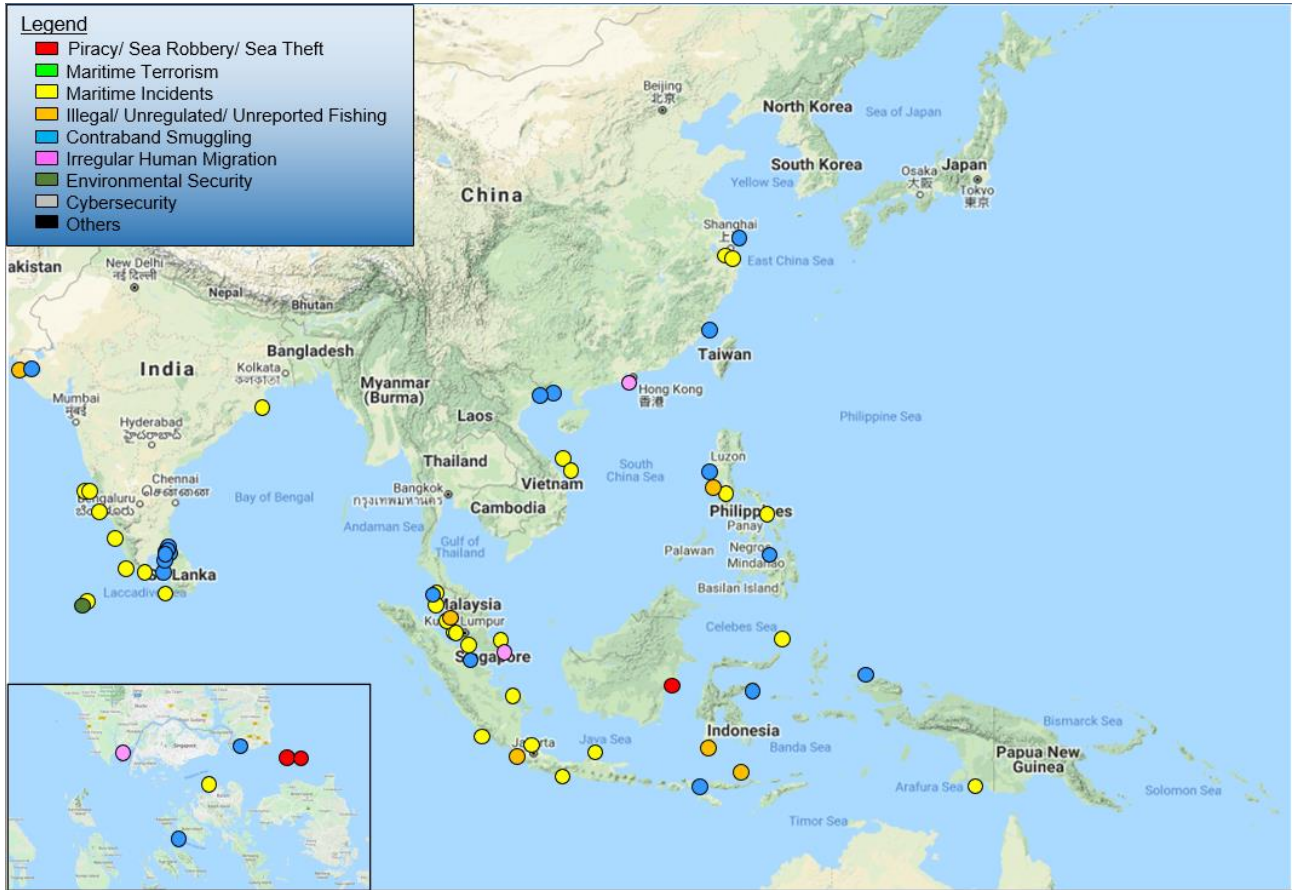 Legend
Piracy/ Sea Robbery/ Sea Theft
Maritime Terrorism
Maritime Incidents
Illegal/ Unregulated/ Unreported Fishing
Contraband Smuggling
Irregular Human Migration
Environmental Security
Cybersecurity
Others
Beijing
北京
North Korea
Sea of Japan
South Korea
Japan
Osaka
大阪
Tokyo
東京
Yellow Sea
China
Shanghai
上
East China Sea
akistan
New Delhi
नई दिल्ली
Nepal
Bhutan
Taiwan
Bangladesh
India
Kolkata
Myanmar
(Burma)
Hong Kong
香港
Mumbai
मुंबई
Laos
Philippine Sea
Hyderabad
Luzon
Thailand
South
China Sea
Vietnam
Chennai
சென்னை
Bengaluru
Bay of Bengal
Bangkok
กรุงเทพมหานคร
Cambodia
Philippines
Panay
Andaman Sea
Gulf of
Thailand
Palawan
Negros
Mindanao
Lanka
Basilan Island
Laccadive Sea
Malaysia
Lumpur
Celebes Sea
Singapore
Indonesia
Bismarck Sea
Jakarta
Java Sea
Banda Sea
Papua New
Guinea
Arafura Sea
Solomon Sea
Timor Sea
Singapore